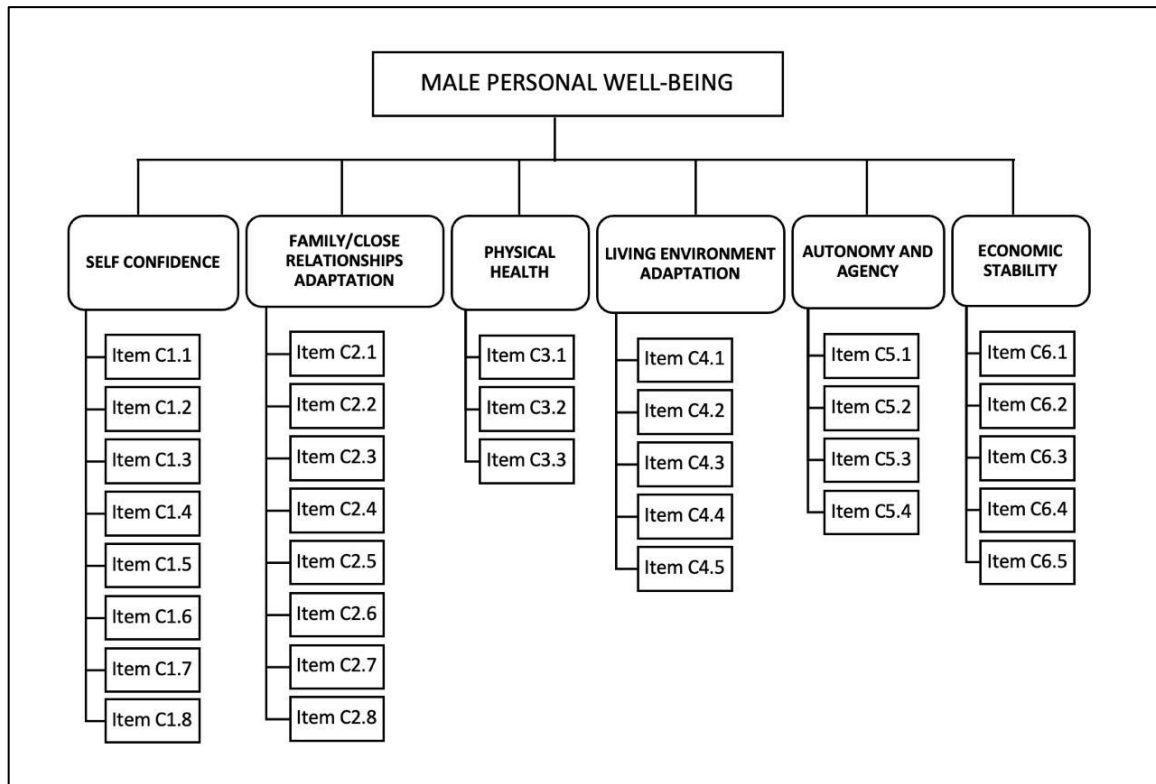 MALE PERSONAL WELL-BEING
SELF CONFIDENCE
FAMILY/CLOSE
RELATIONSHIPS
ADAPTATION
PHYSICAL
HEALTH
LIVING ENVIRONMENT
ADAPTATION
AUTONOMY AND
AGENCY
ECONOMIC
STABILITY
Item C1.1
Item C1.2
Item C1.3
Item C1.4
Item C1.5
Item C1.6
Item C1.7
Item C1.8
Item C2.1
Item C2.2
Item C2.3
Item C2.4
Item C2.5
Item C2.6
Item C2.7
Item C2.8
Item C3.1
Item C3.2
Item C3.3
Item C4.1
Item C4.2
Item C4.3
Item C4.4
Item C4.5
Item C5.1
Item C5.2
Item C5.3
Item C5.4
Item C6.1
Item C6.2
Item C6.3
Item C6.4
Item C6.5